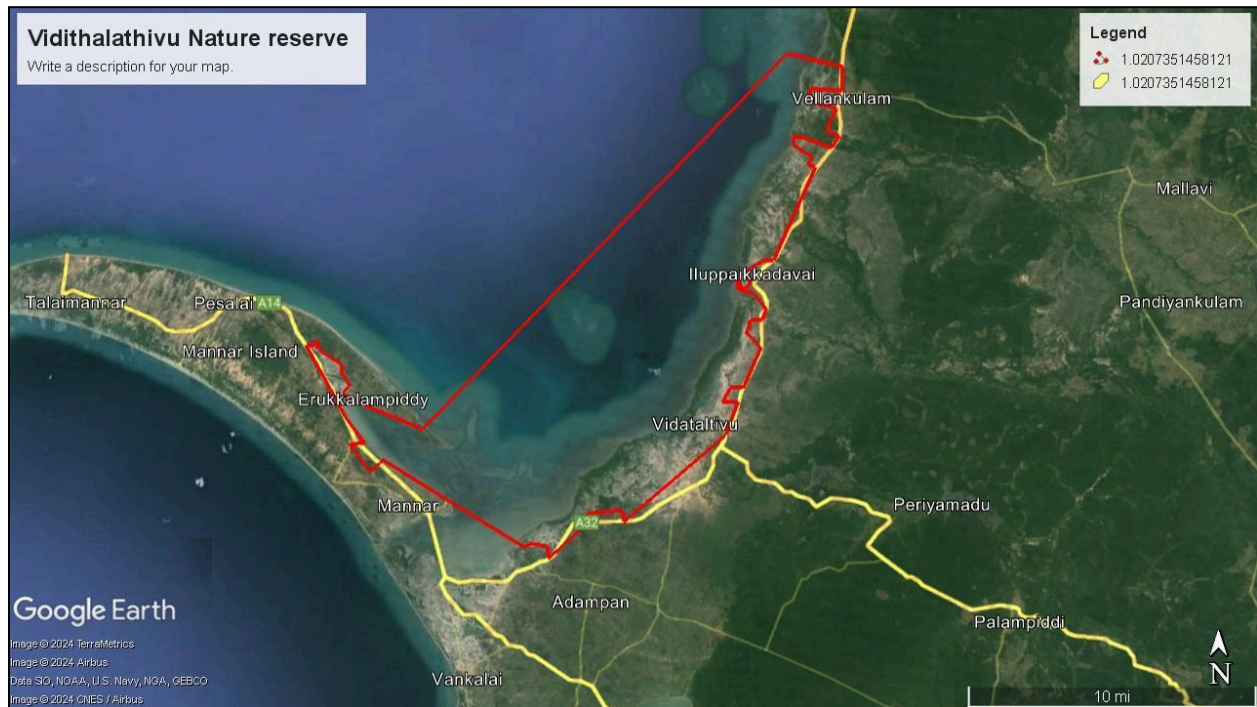 Vidithalathivu Nature reserve
Write a description for your map.
Legend
1.0207351458121
1.0207351458121
Vellankulam
Mallavi
Iluppaikkadavai
Talaimannar
Pesalai
A14
Pandiyankulam
Mannar Island
Erukkalampiddy
Vidataltivu
Mannar
Periyamadu
A32
Adampan
Palampiddi
Vankalai
Google Earth
Image © 2024 TerraMetrics
Image © 2024 Airbus
Data SIO, NOAA, U.S. Navy, NGA, GEBCO
Image © 2024 CNES / Airbus
N
10 mi